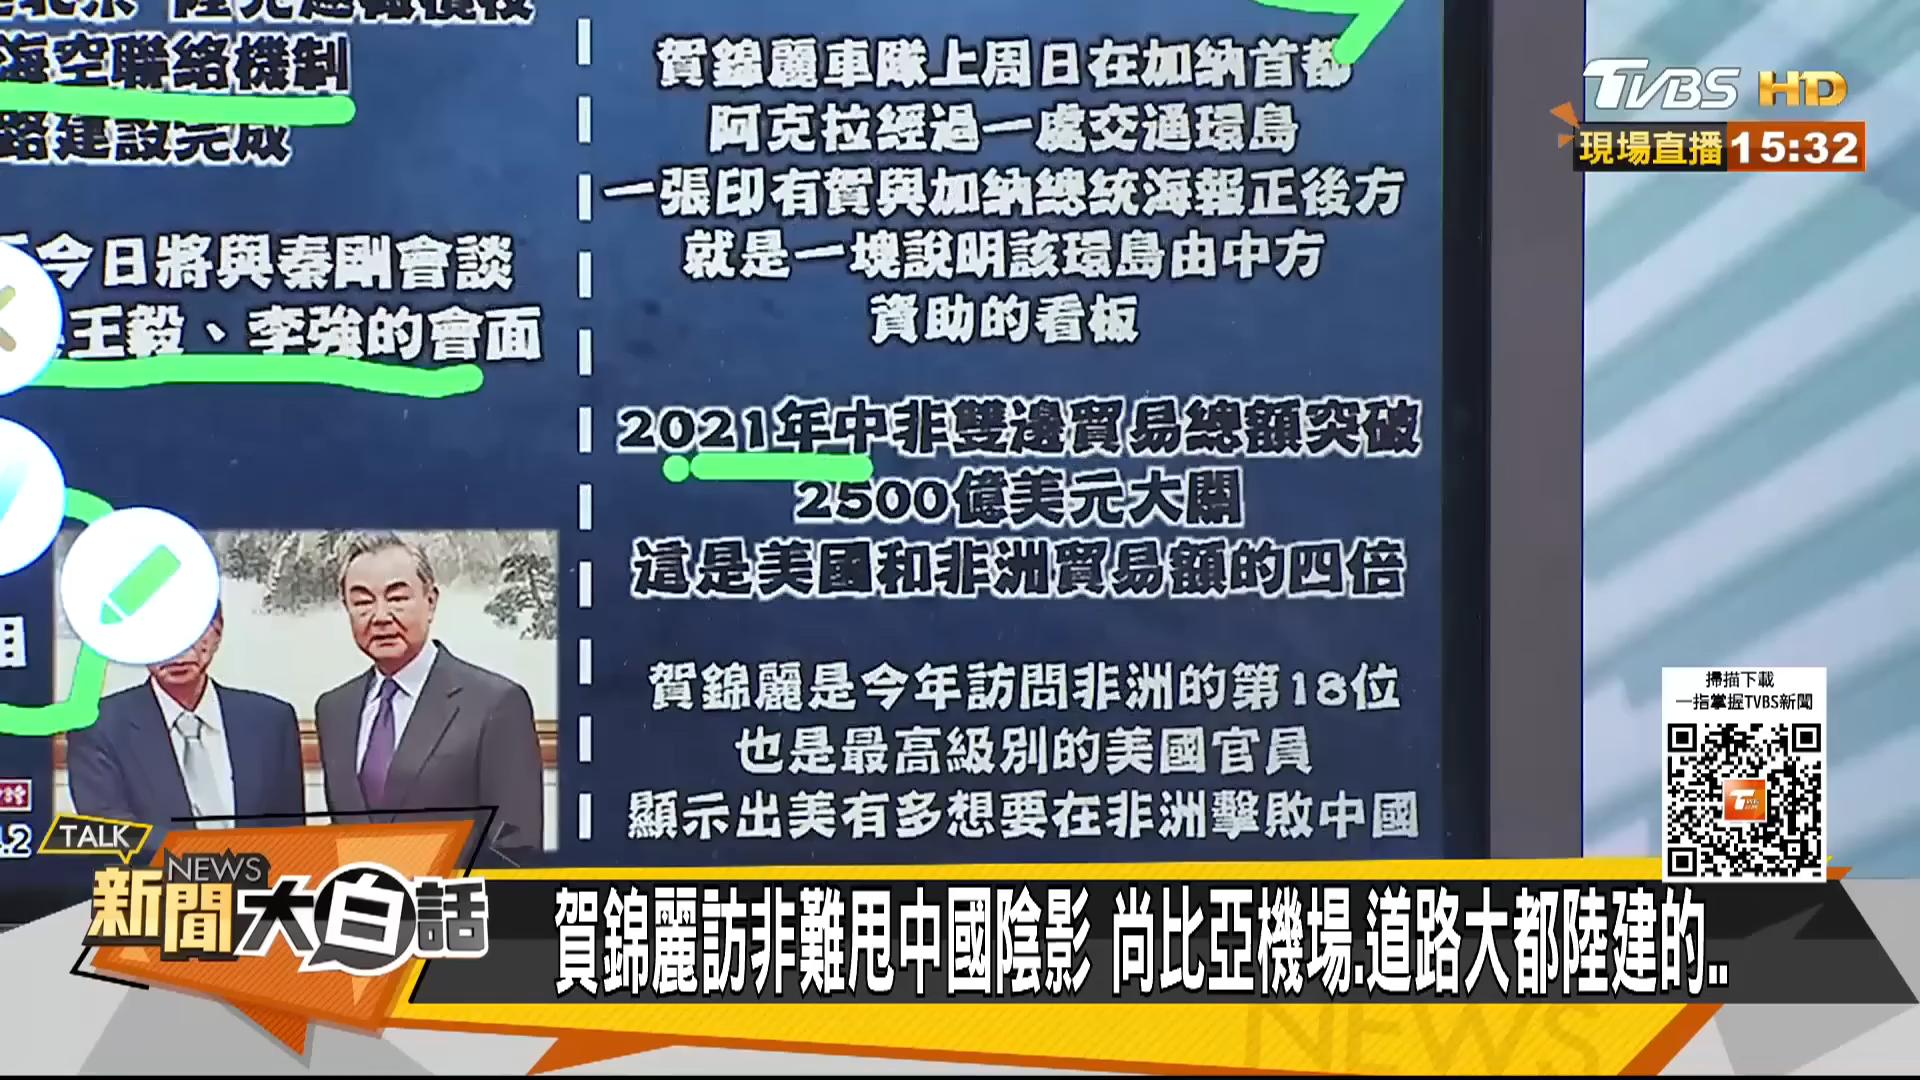 海空聯絡機制
路建設完成
今日將與秦剛會談
王毅、李強的會面
賀錦麗車隊上周日在加納首都
阿克拉經過一處交通環島
一張印有賀與加納總統海報正後方
就是一塊說明該環島由中方
資助的看板
2021年中非雙邊貿易總額突破
2500億美元大關
這是美國和非洲貿易額的四倍
賀錦麗是今年訪問非洲的第18位
也是最高級別的美國官員
顯示出美有多想要在非洲擊敗中國
TVBS HD
現場直播 15:32
掃描下載
一指掌握TVBS新聞
TALK
NEWS
新聞大白話
賀錦麗訪非難甩中國陰影 尚比亞機場.道路大都陸建的..
NEWS